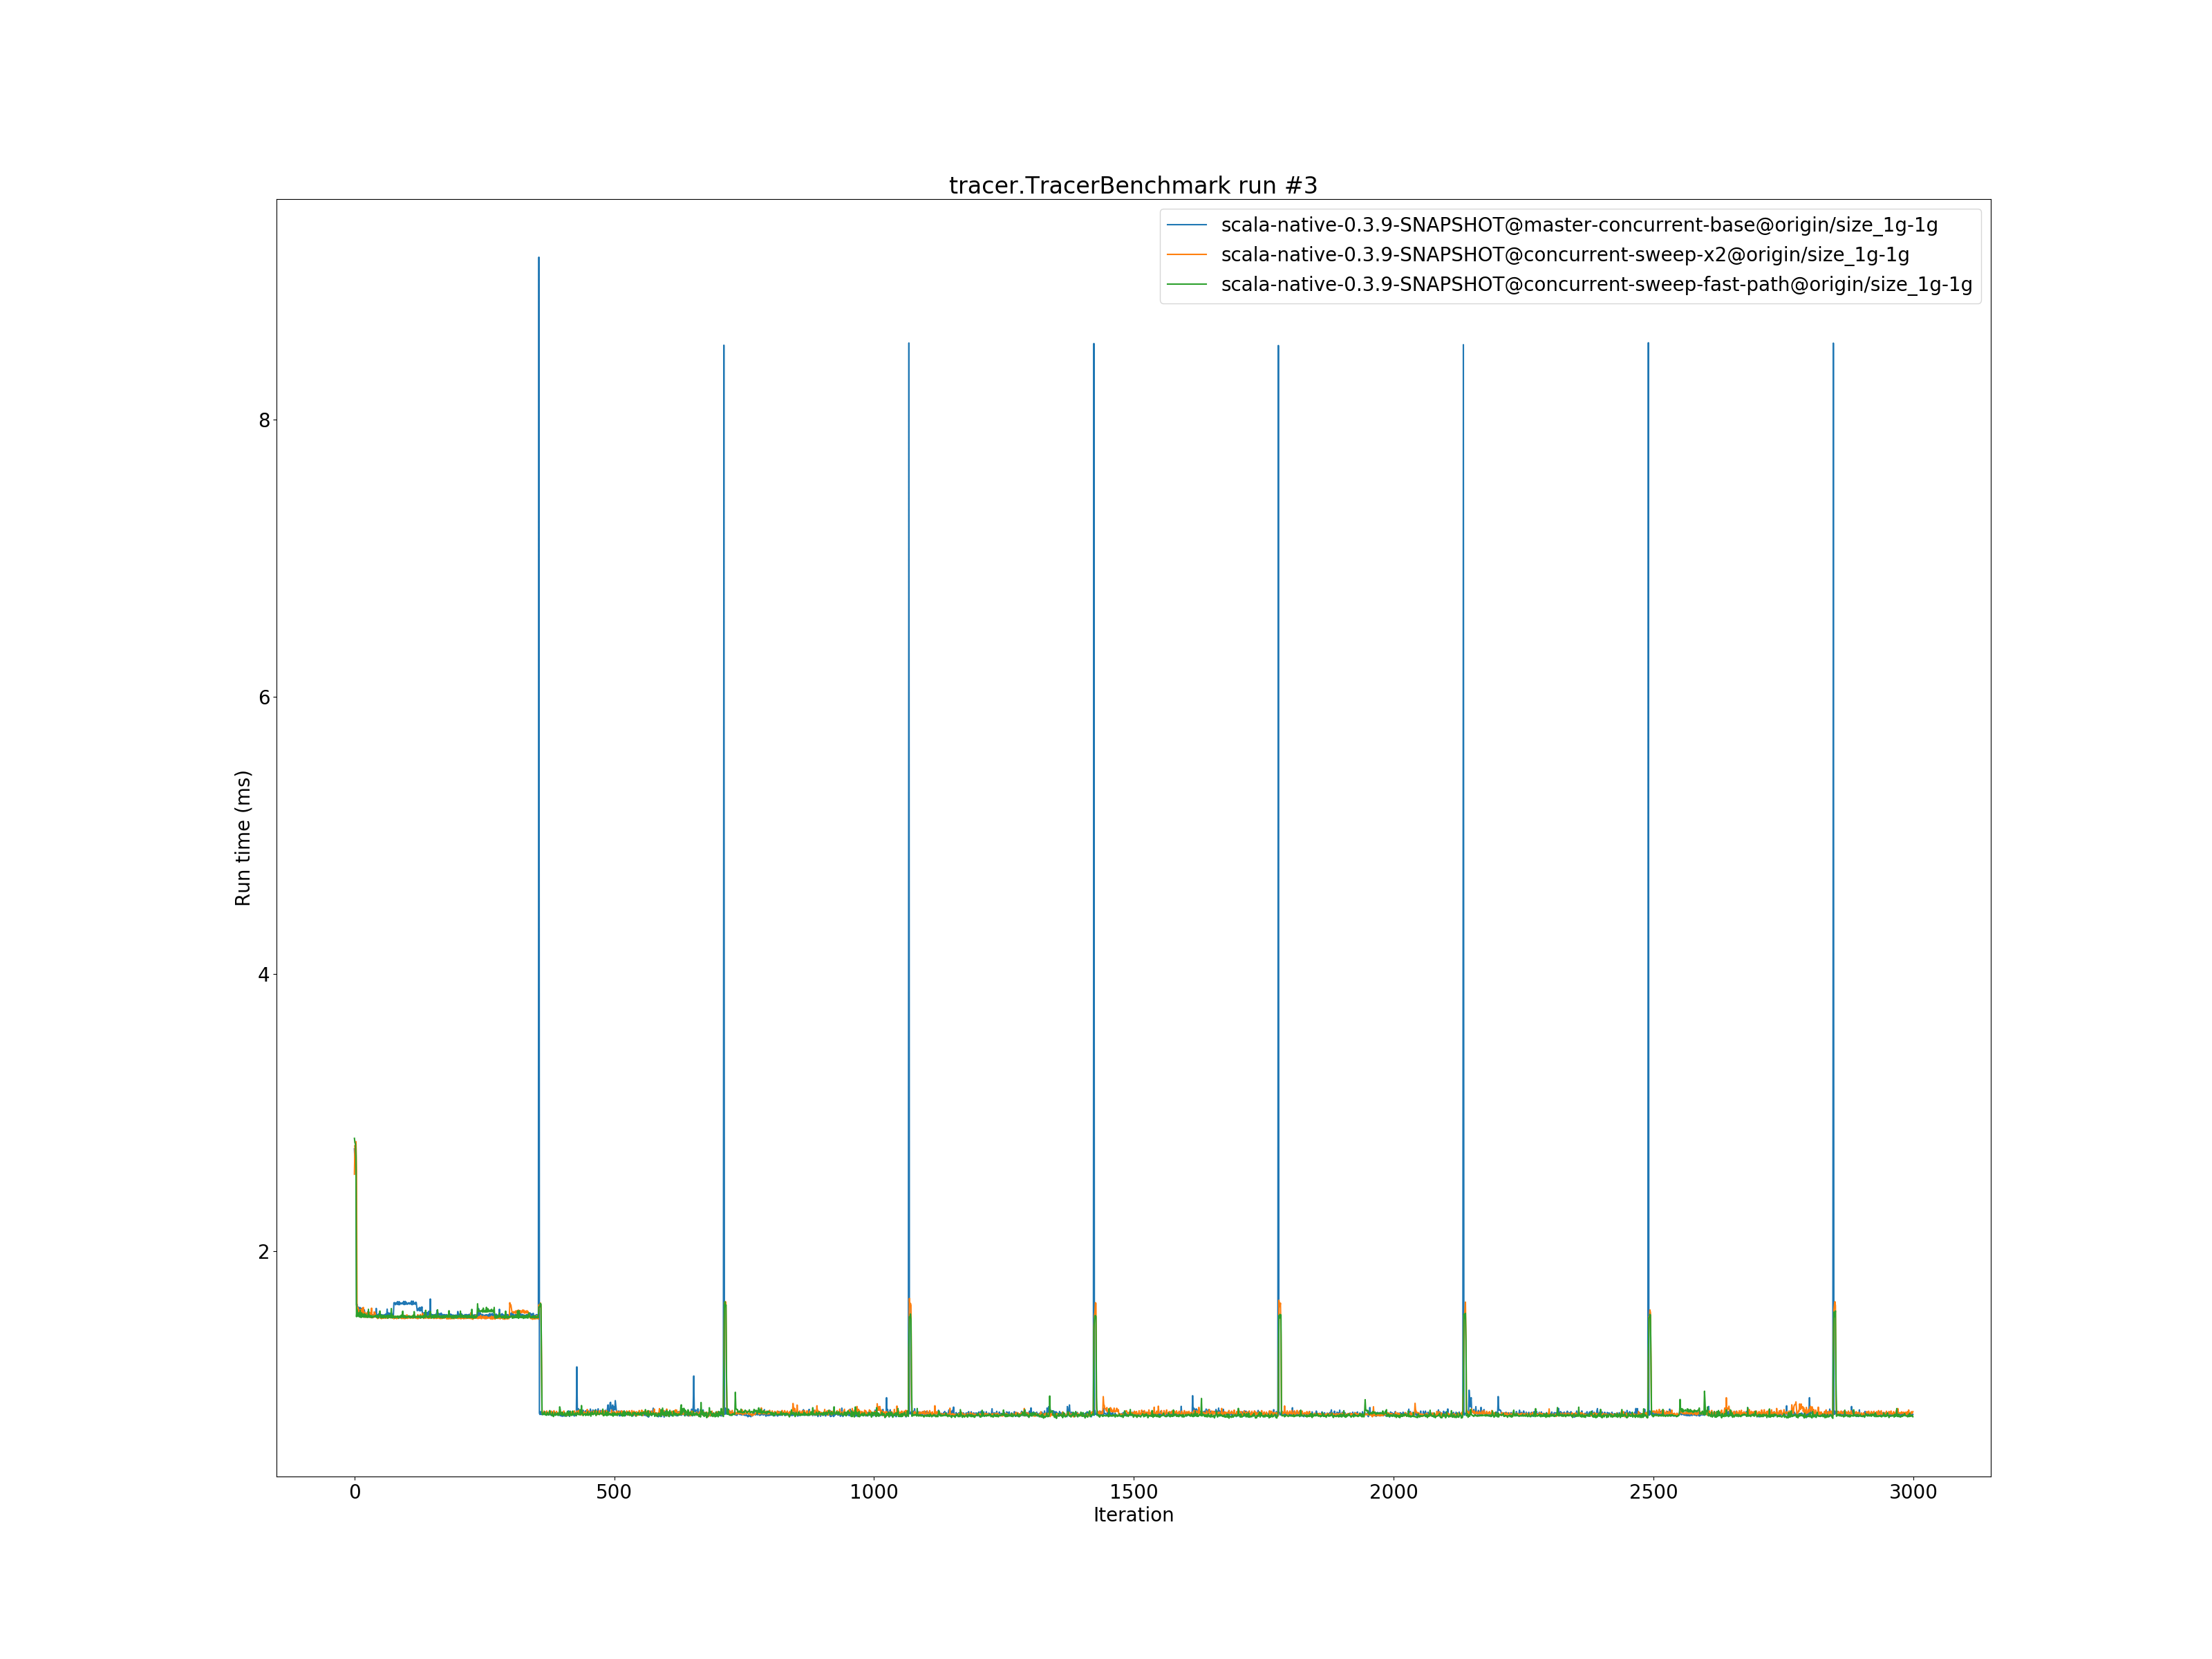 tracer.TracerBenchmark run #3
scala-native-0.3.9-SNAPSHOT@master-concurrent-base@origin/size_1g-1g
scala-native-0.3.9-SNAPSHOT@concurrent-sweep-x2@origin/size_1g-1g
scala-native-0.3.9-SNAPSHOT@concurrent-sweep-fast-path@origin/size_1g-1g
Run time (ms)
8
6
4
2
0 500 1000 1500 2000 2500 3000
Iteration